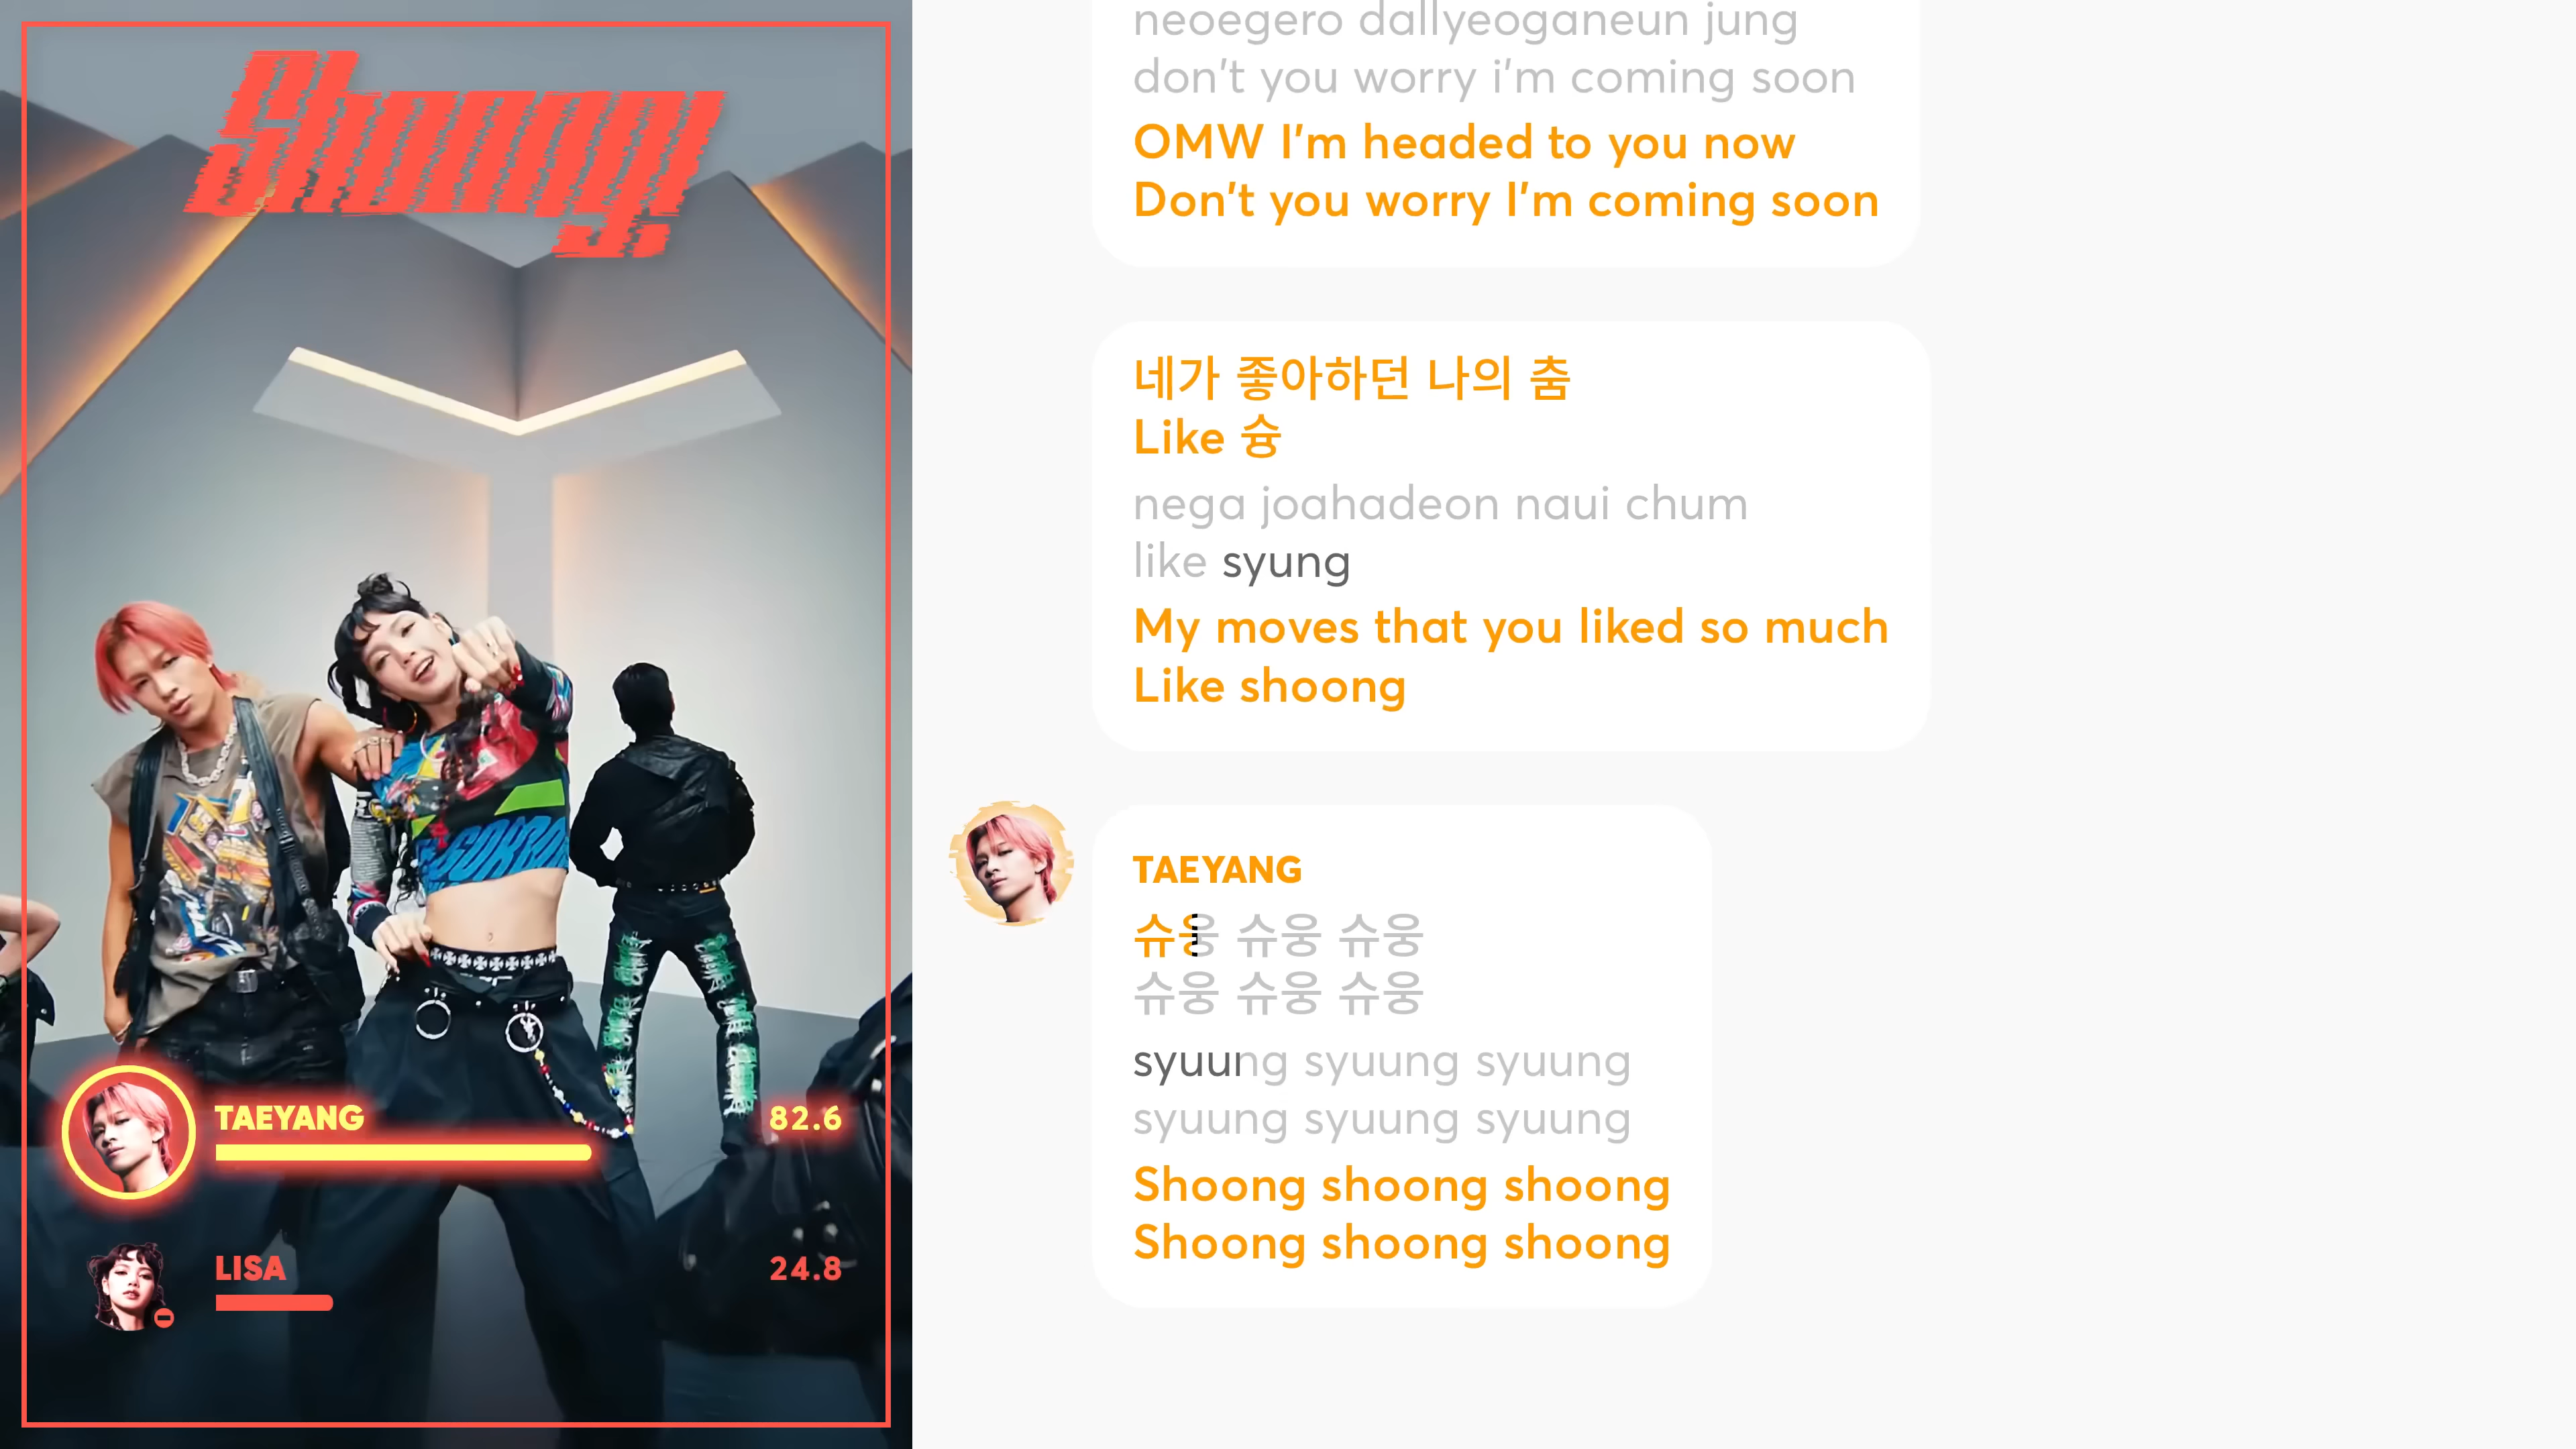 Shoong!
TAEYANG
82.6
LISA
24.8
neoegero dallyeoganeun jung
don't you worry i'm coming soon
OMW I'm headed to you now
Don't you worry I'm coming soon
네가 좋아하던 나의 춤
Like 슝
nega joahadeon naui chum
like syung
My moves that you liked so much
Like shoong
TAEYANG
슈웅 슈웅 슈웅
슈웅 슈웅 슈웅
syuung syuung syuung
syuung syuung syuung
Shoong shoong shoong
Shoong shoong shoong